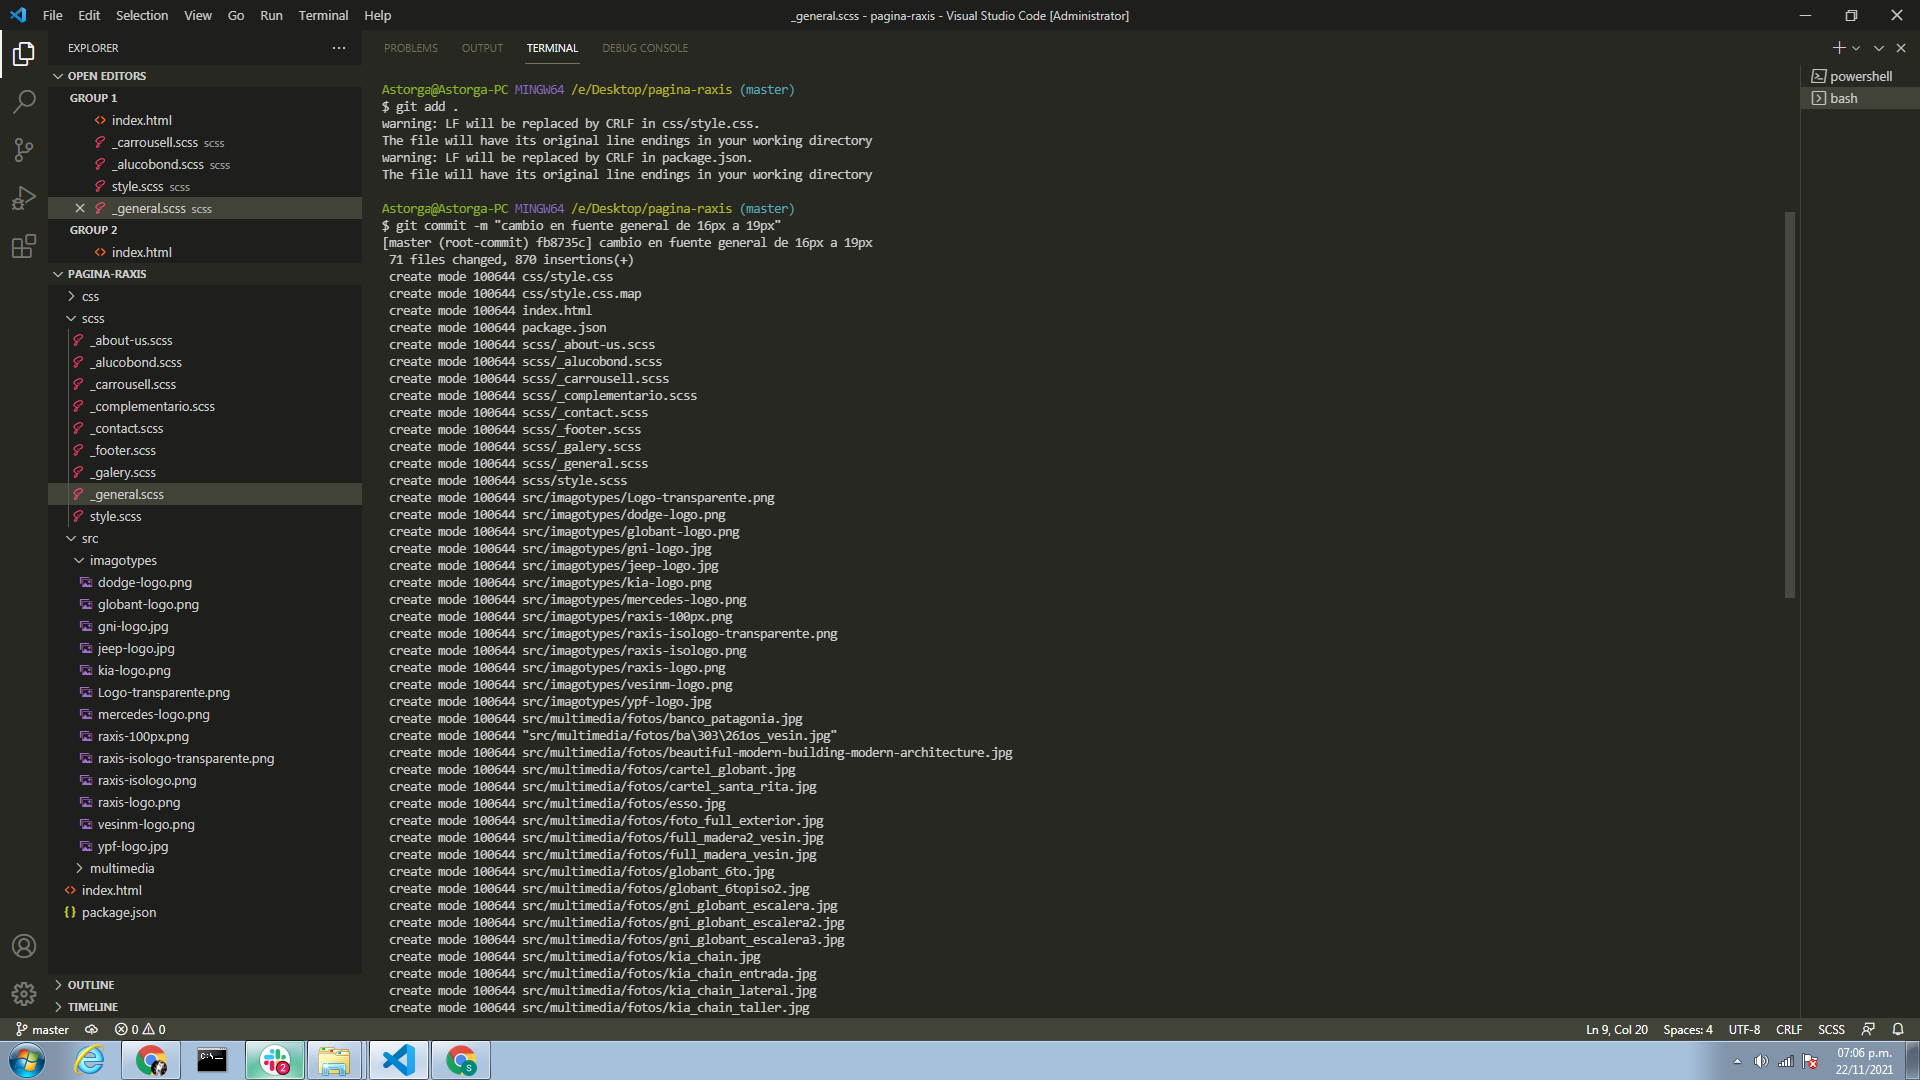 File Edit Selection View Go Run Terminal Help
_general.scss - pagina-raxis - Visual Studio Code [Administrator]
EXPLORER
OPEN EDITORS
GROUP 1
index.html
_carrousell.scss scss
_alucobond.scss scss
style.scss scss
_general.scss scss
GROUP 2
index.html
PAGINA-RAXIS
css
scss
_about-us.scss
_alucobond.scss
_carrousell.scss
_complementario.scss
_contact.scss
_footer.scss
_galery.scss
_general.scss
style.scss
src
imagotypes
dodge-logo.png
globant-logo.png
gni-logo.jpg
jeep-logo.jpg
kia-logo.png
Logo-transparente.png
mercedes-logo.png
raxis-100px.png
raxis-isologo-transparente.png
raxis-isologo.png
raxis-logo.png
vesinm-logo.png
ypf-logo.jpg
multimedia
index.html
package.json
OUTLINE
TIMELINE
PROBLEMS OUTPUT TERMINAL DEBUG CONSOLE
Astorga@Astorga-PC MINGW64 /e/Desktop/pagina-raxis (master)
$ git add .
warning: LF will be replaced by CRLF in css/style.css.
The file will have its original line endings in your working directory
warning: LF will be replaced by CRLF in package.json.
The file will have its original line endings in your working directory
Astorga@Astorga-PC MINGW64 /e/Desktop/pagina-raxis (master)
$ git commit -m "cambio en fuente general de 16px a 19px"
[master (root-commit) fb8735c] cambio en fuente general de 16px a 19px
71 files changed, 870 insertions(+)
create mode 100644 css/style.css
create mode 100644 css/style.css.map
create mode 100644 index.html
create mode 100644 package.json
create mode 100644 scss/_about-us.scss
create mode 100644 scss/_alucobond.scss
create mode 100644 scss/_carrousell.scss
create mode 100644 scss/_complementario.scss
create mode 100644 scss/_contact.scss
create mode 100644 scss/_footer.scss
create mode 100644 scss/_galery.scss
create mode 100644 scss/_general.scss
create mode 100644 scss/style.scss
create mode 100644 src/imagotypes/Logo-transparente.png
create mode 100644 src/imagotypes/dodge-logo.png
create mode 100644 src/imagotypes/globant-logo.png
create mode 100644 src/imagotypes/gni-logo.jpg
create mode 100644 src/imagotypes/jeep-logo.jpg
create mode 100644 src/imagotypes/kia-logo.png
create mode 100644 src/imagotypes/mercedes-logo.png
create mode 100644 src/imagotypes/raxis-100px.png
create mode 100644 src/imagotypes/raxis-isologo-transparente.png
create mode 100644 src/imagotypes/raxis-isologo.png
create mode 100644 src/imagotypes/raxis-logo.png
create mode 100644 src/imagotypes/vesinm-logo.png
create mode 100644 src/imagotypes/ypf-logo.jpg
create mode 100644 src/multimedia/fotos/banco_patagonia.jpg
create mode 100644 "src/multimedia/fotos/ba\303\261os_vesin.jpg"
create mode 100644 src/multimedia/fotos/beautiful-modern-building-modern-architecture.jpg
create mode 100644 src/multimedia/fotos/cartel_globant.jpg
create mode 100644 src/multimedia/fotos/cartel_santa_rita.jpg
create mode 100644 src/multimedia/fotos/esso.jpg
create mode 100644 src/multimedia/fotos/foto_full_exterior.jpg
create mode 100644 src/multimedia/fotos/full_madera2_vesin.jpg
create mode 100644 src/multimedia/fotos/full_madera_vesin.jpg
create mode 100644 src/multimedia/fotos/globant_6to.jpg
create mode 100644 src/multimedia/fotos/globant_6topiso2.jpg
create mode 100644 src/multimedia/fotos/gni_globant_escalera.jpg
create mode 100644 src/multimedia/fotos/gni_globant_escalera2.jpg
create mode 100644 src/multimedia/fotos/gni_globant_escalera3.jpg
create mode 100644 src/multimedia/fotos/kia_chain.jpg
create mode 100644 src/multimedia/fotos/kia_chain_entrada.jpg
create mode 100644 src/multimedia/fotos/kia_chain_lateral.jpg
create mode 100644 src/multimedia/fotos/kia_chain_taller.jpg
powershell
bash
master 0 0
Ln 9, Col 20 Spaces: 4 UTF-8 CRLF SCSS
C:\_
2
S
07:06 p.m.
22/11/2021